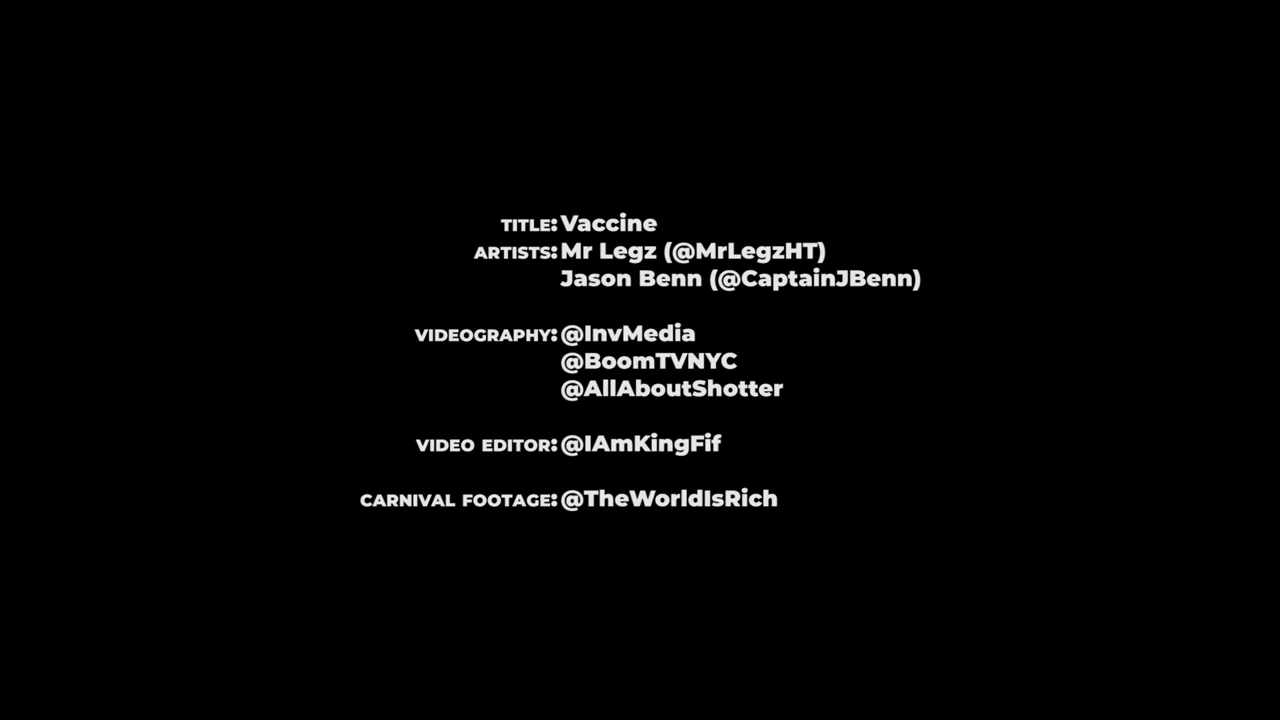 TITLE: Vaccine
ARTISTS: Mr Legz (@MrLegzHT)
Jason Benn (@CaptainJBenn)
VIDEOGRAPHY: @InvMedia
@BoomTVNYC
@AllAboutShotter
VIDEO EDITOR: @IAmKingFif
CARNIVAL FOOTAGE: @TheWorldIsRich